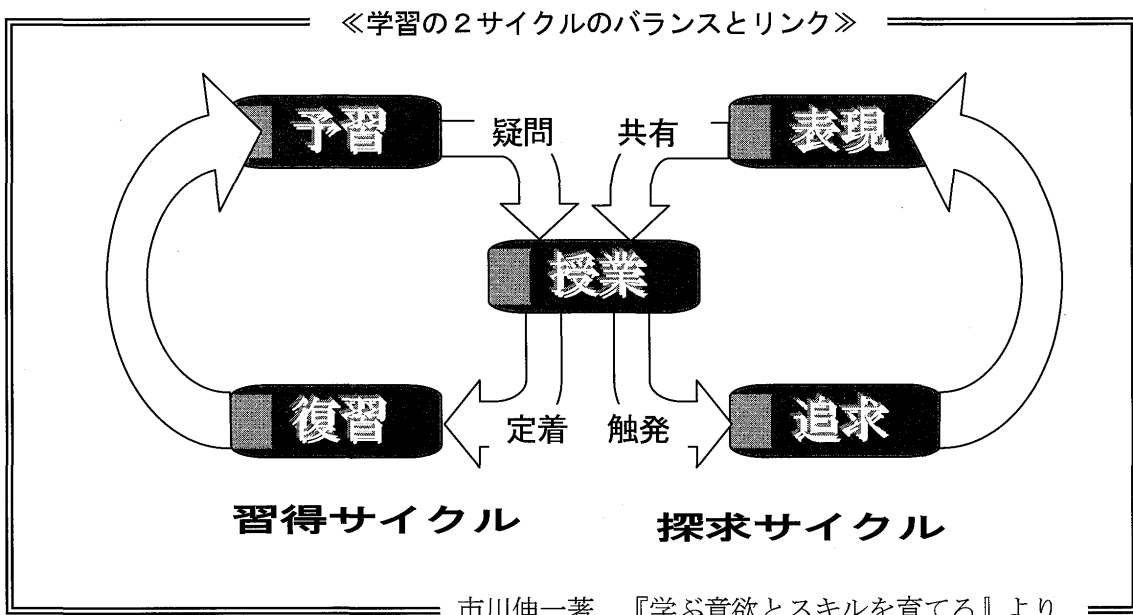 ≪学習の２サイクルのバランスとリンク≫
予習
疑問
共有
表現
授業
復習
定着
触発
追求
習得サイクル
探求サイクル
市川伸一著 『学ぶ意欲とスキルを育てる』より